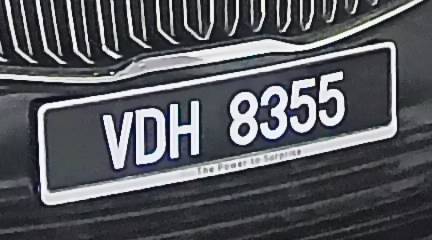 VDH 8355
The Power to Surprise